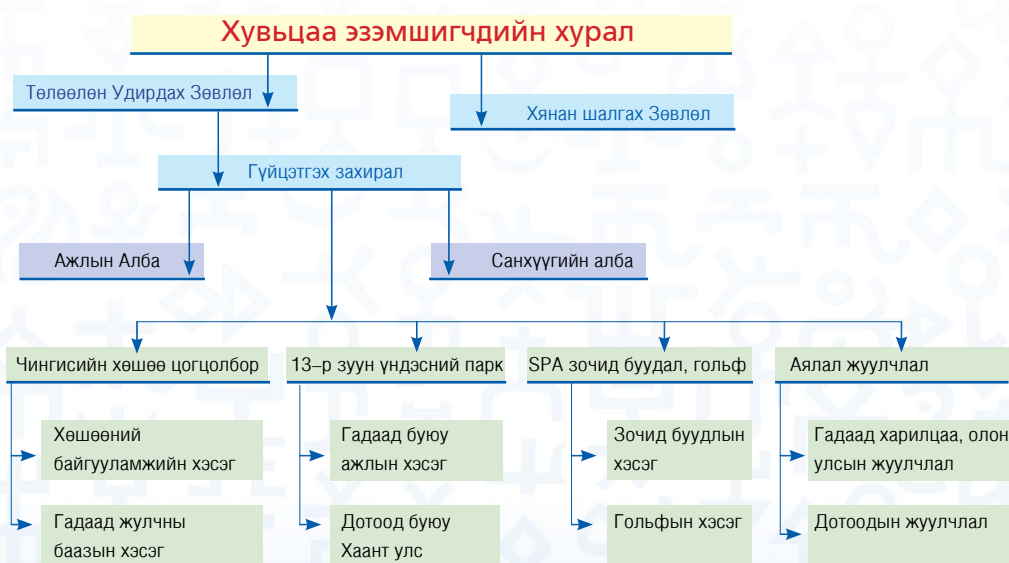 Хувьцаа эзэмшигчдийн хурал
Төлөөлөн Удирдах Зөвлөл
Хянан шалгах Зөвлөл
Гүйцэтгэх захирал
Ажлын Алба
Санхүүгийн алба
Чингисийн хөшөө цогцолбор
Хөшөөний
байгууламжийн хэсэг
Гадаад жулчны
баазын хэсэг
13–р зуун үндэсний парк
Гадаад буюу
ажлын хэсэг
Дотоод буюу
Хаант улс
SPA зочид буудал, гольф
Зочид буудлын
хэсэг
Гольфын хэсэг
Аялал жуулчлал
Гадаад харилцаа, олон
улсын жуулчлал
Дотоодын жуулчлал